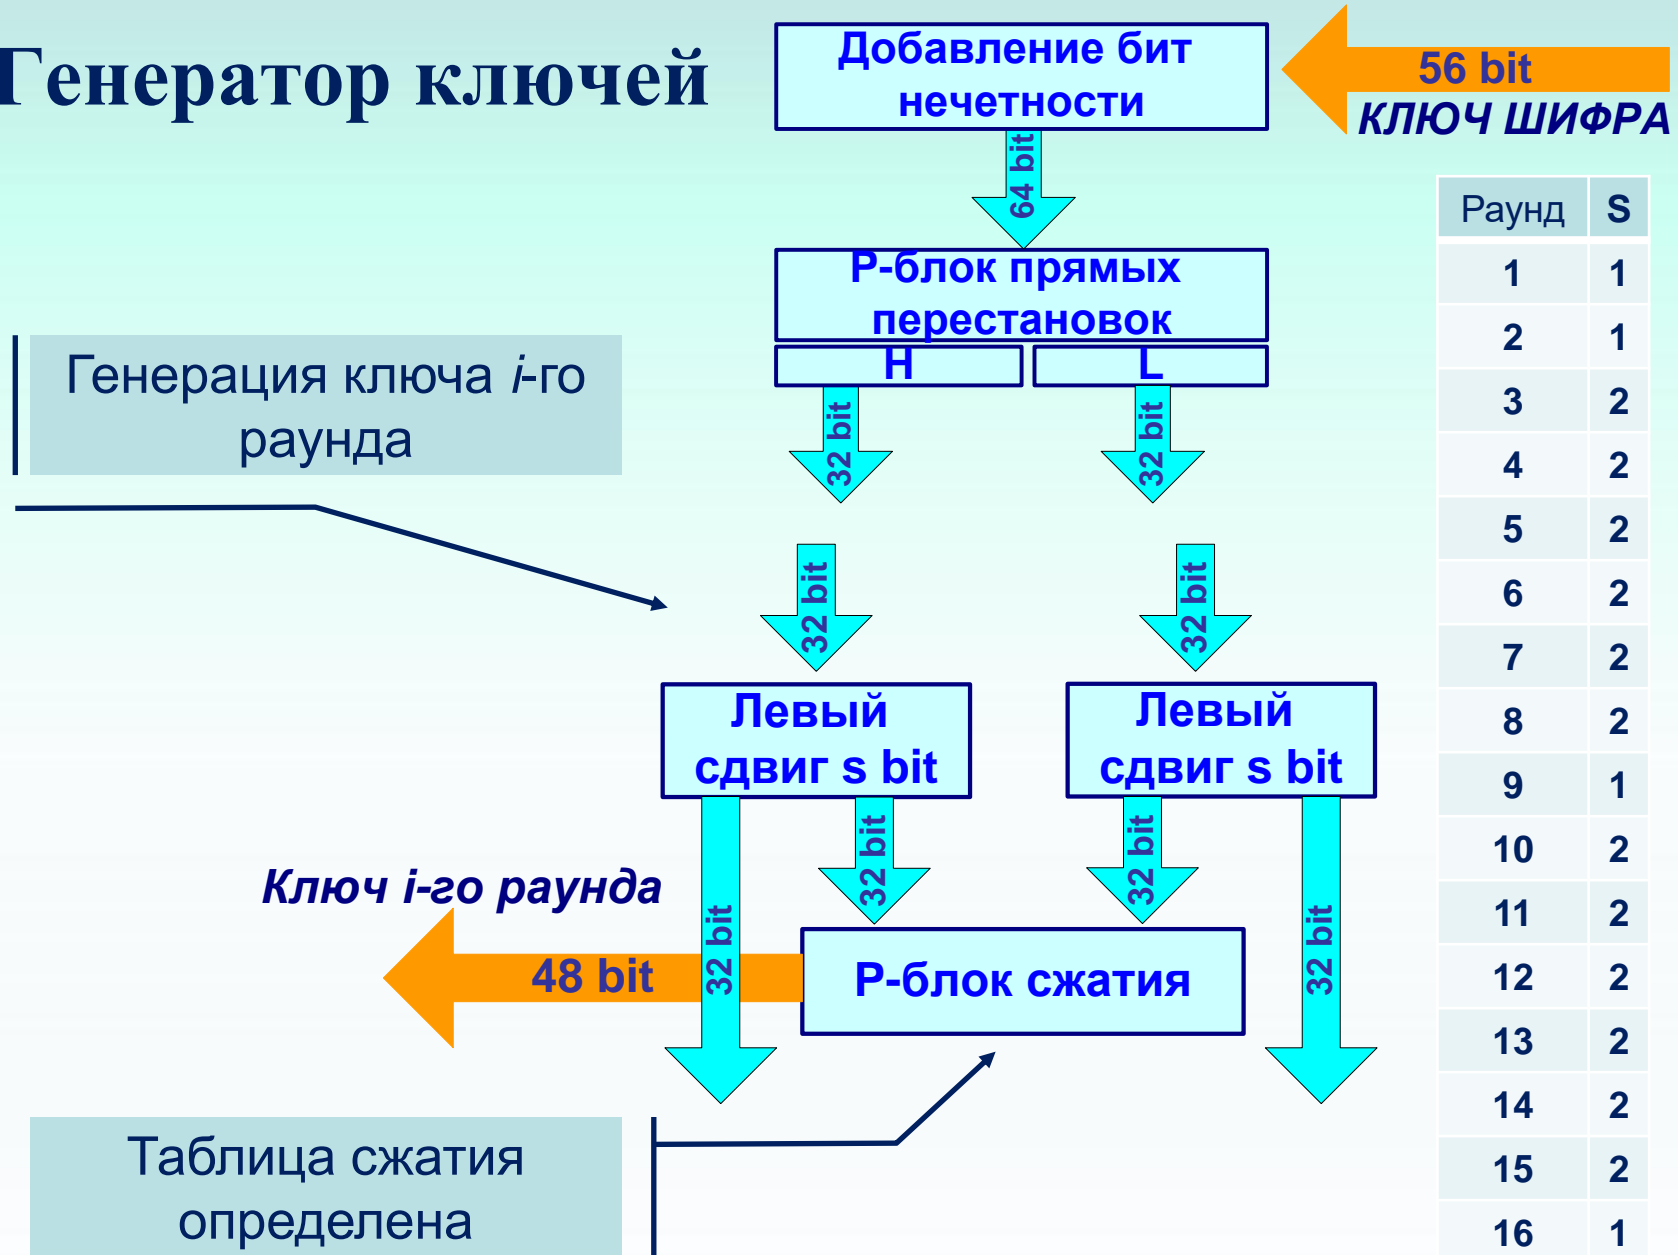 Генератор ключей
Добавление бит
нечетности
56 bit
КЛЮЧ ШИФРА
64 bit
Р-блок прямых
перестановок
H L
32 bit 32 bit
Генерация ключа i-го
раунда
32 bit 32 bit
Левый
сдвиг s bit
Левый
сдвиг s bit
32 bit 32 bit
Ключ i-го раунда
48 bit
32 bit
Р-блок сжатия
32 bit
Таблица сжатия
определена
Раунд S
1 1
2 1
3 2
4 2
5 2
6 2
7 2
8 2
9 1
10 2
11 2
12 2
13 2
14 2
15 2
16 1